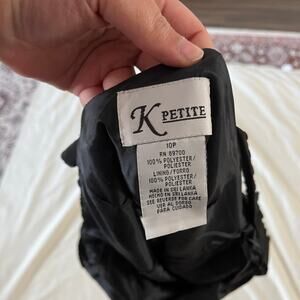 K PETITE
10P
RN 89700
100% POLYESTER/
POLIESTER
LINING/FORRO
100% POLYESTER/
POLIESTER
MADE IN SRI LANKA
HECHO EN SRI LANKA
SEE REVERSE FOR CARE
VER AL DORSO
PARA CUIDADO